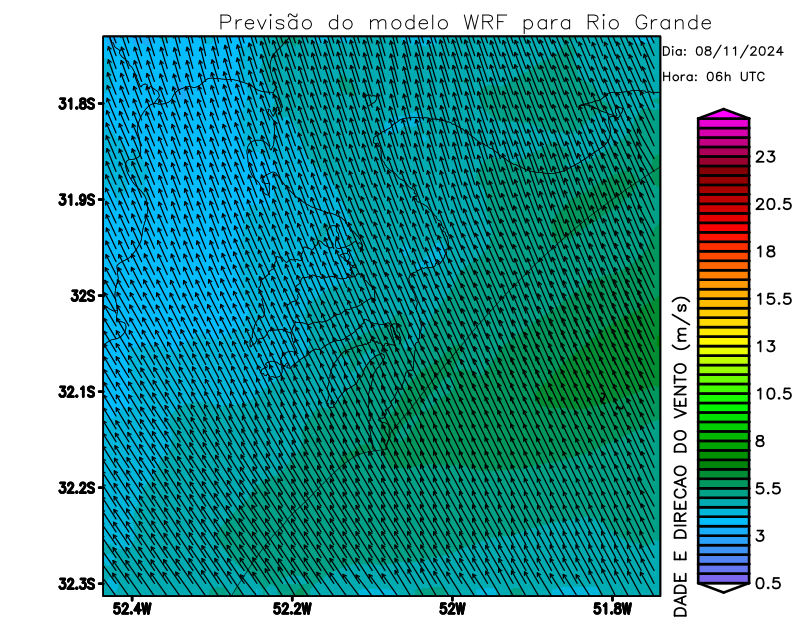 Previsão do modelo WRF para Rio Grande
Dia: 08/11/2024
Hora: 06h UTC
31.8S
31.9S
32S
32.1S
32.2S
32.3S
52.4W
52.2W
52W
51.8W
23
20.5
18
15.5
13
10.5
8
5.5
3
0.5
DADE E DIRECAO DO VENTO (m/s)